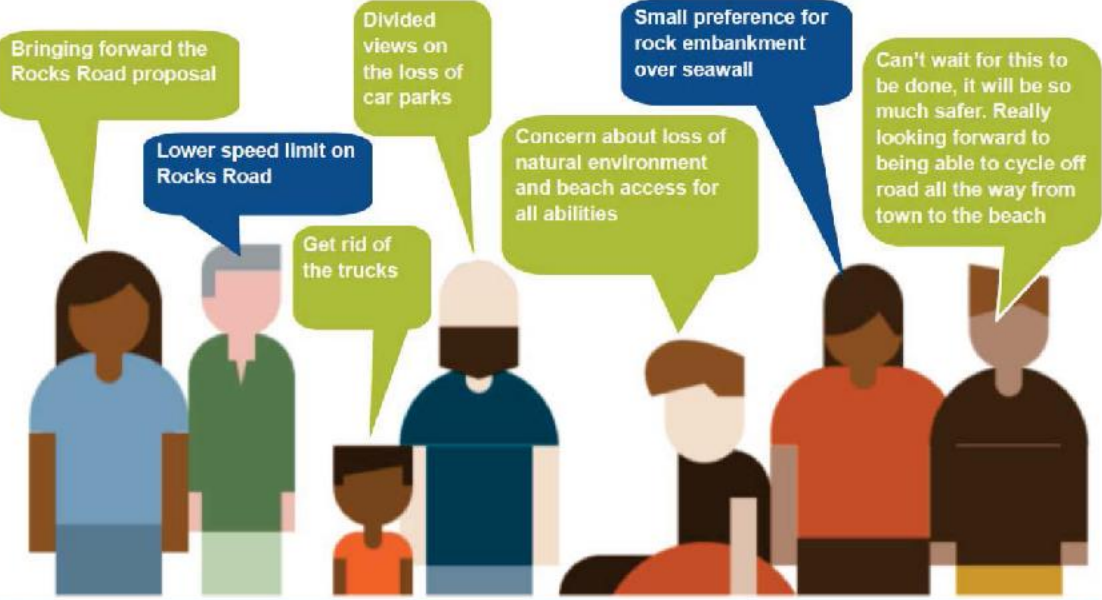 Bringing forward the
Rocks Road proposal
Lower speed limit on
Rocks Road
Get rid of
the trucks
Divided
views on
the loss of
car parks
Concern about loss of
natural environment
and beach access for
all abilities
Small preference for
rock embankment
over seawall
Can't wait for this to
be done, it will be so
much safer. Really
looking forward to
being able to cycle off
road all the way from
town to the beach